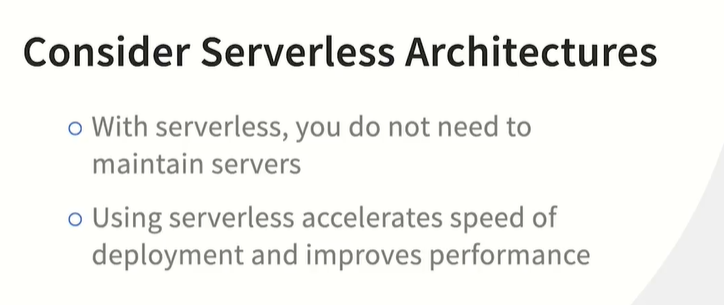 Consider Serverless Architectures
With serverless, you do not need to
maintain servers
Using serverless accelerates speed of
deployment and improves performance